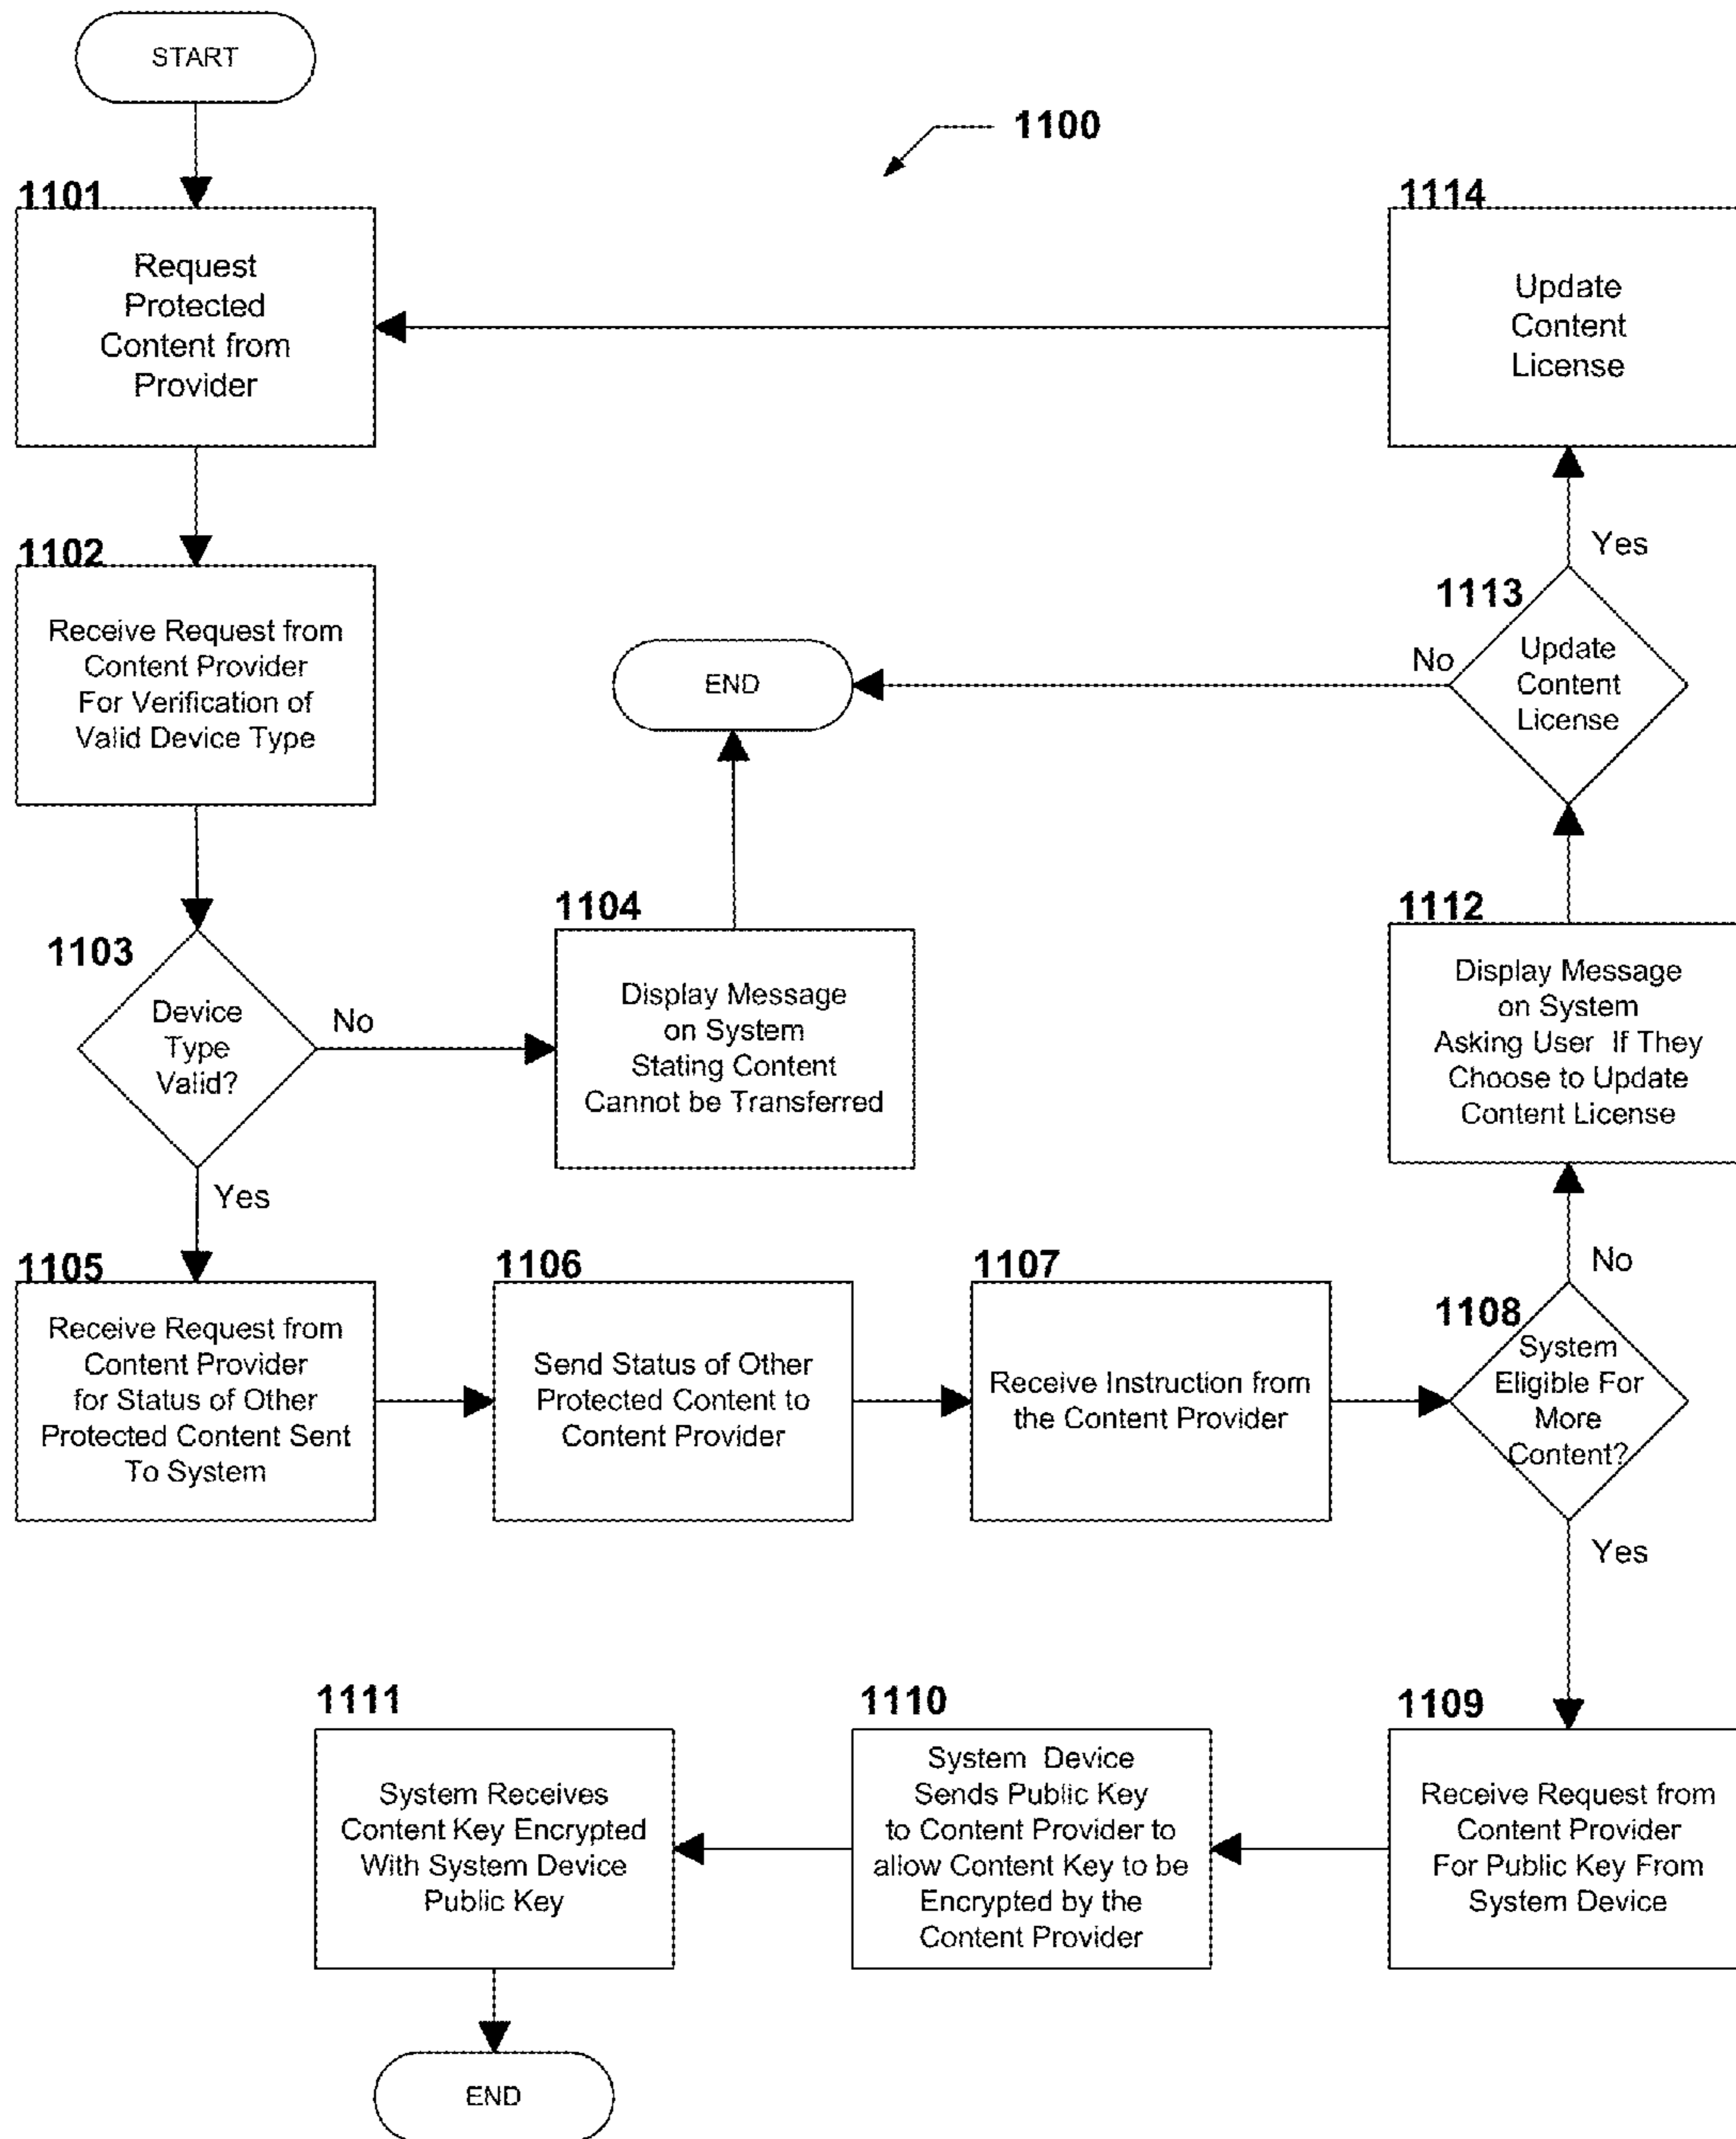 START
1100
1101
Request
Protected
Content from
Provider
1114
Update
Content
License
1102
Receive Request from
Content Provider
For Verification of
Valid Device Type
Yes
1113
Update
Content
License
No
END
1103
Device
Type
Valid?
No
Yes
1104
Display Message
on System
Stating Content
Cannot be Transferred
1112
Display Message
on System
Asking User If They
Choose to Update
Content License
1105
Receive Request from
Content Provider
for Status of Other
Protected Content Sent
To System
1106
Send Status of Other
Protected Content to
Content Provider
1107
Receive Instruction from
the Content Provider
No
1108
System
Eligible For
More
Content?
Yes
1111
System Receives
Content Key Encrypted
With System Device
Public Key
1110
System Device
Sends Public Key
to Content Provider to
allow Content Key to be
Encrypted by the
Content Provider
1109
Receive Request from
Content Provider
For Public Key From
System Device
END